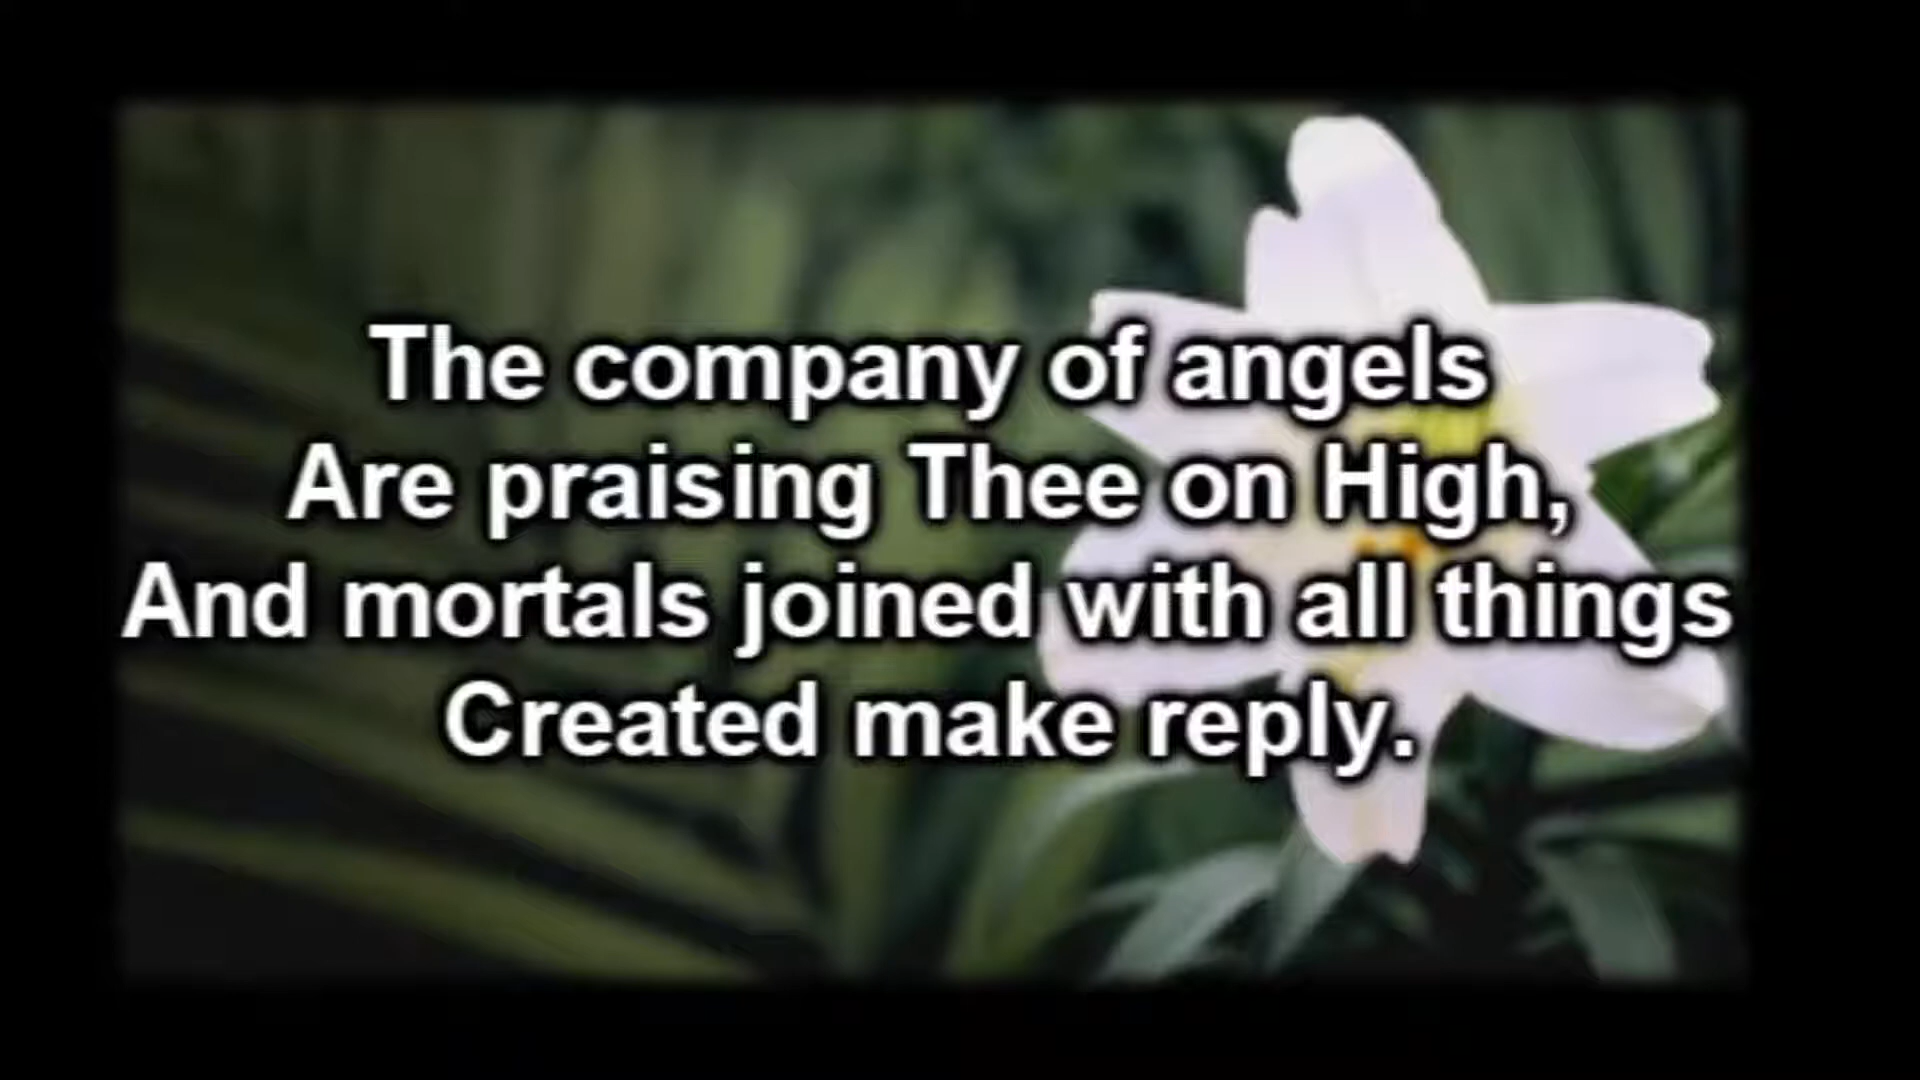 The company of angels
Are praising Thee on High,
And mortals joined with all things
Created make reply.